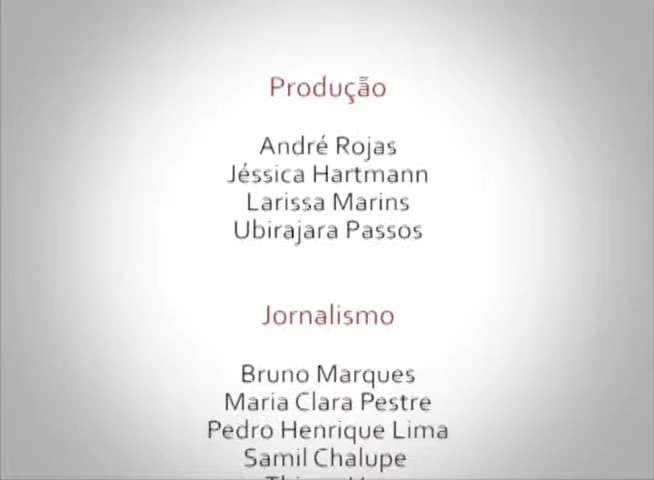 Produção
André Rojas
Jéssica Hartmann
Larissa Marins
Ubirajara Passos
Jornalismo
Bruno Marques
Maria Clara Pestre
Pedro Henrique Lima
Samil Chalupe